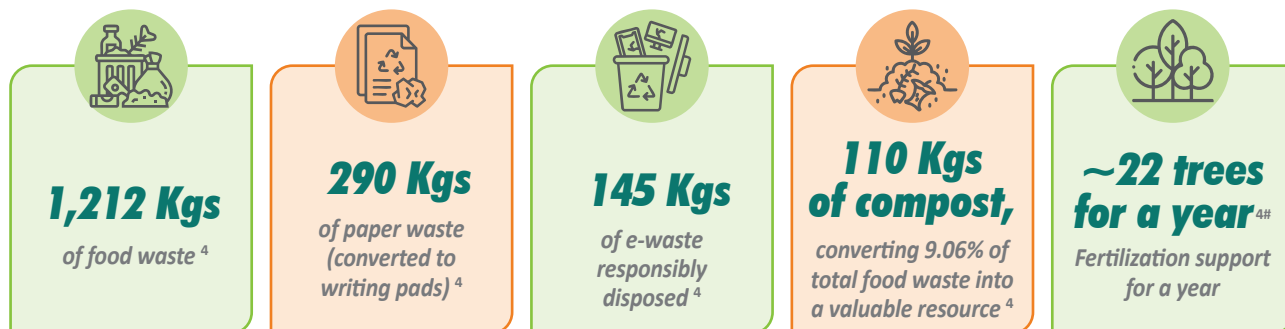 1,212 Kgs
of food waste 4
290 Kgs
of paper waste
(converted to
writing pads) 4
145 Kgs
of e-waste
responsibly
disposed 4
110 Kgs
of compost,
converting 9.06% of
total food waste into
a valuable resource 4
~22 trees
for a year 4#
Fertilization support
for a year